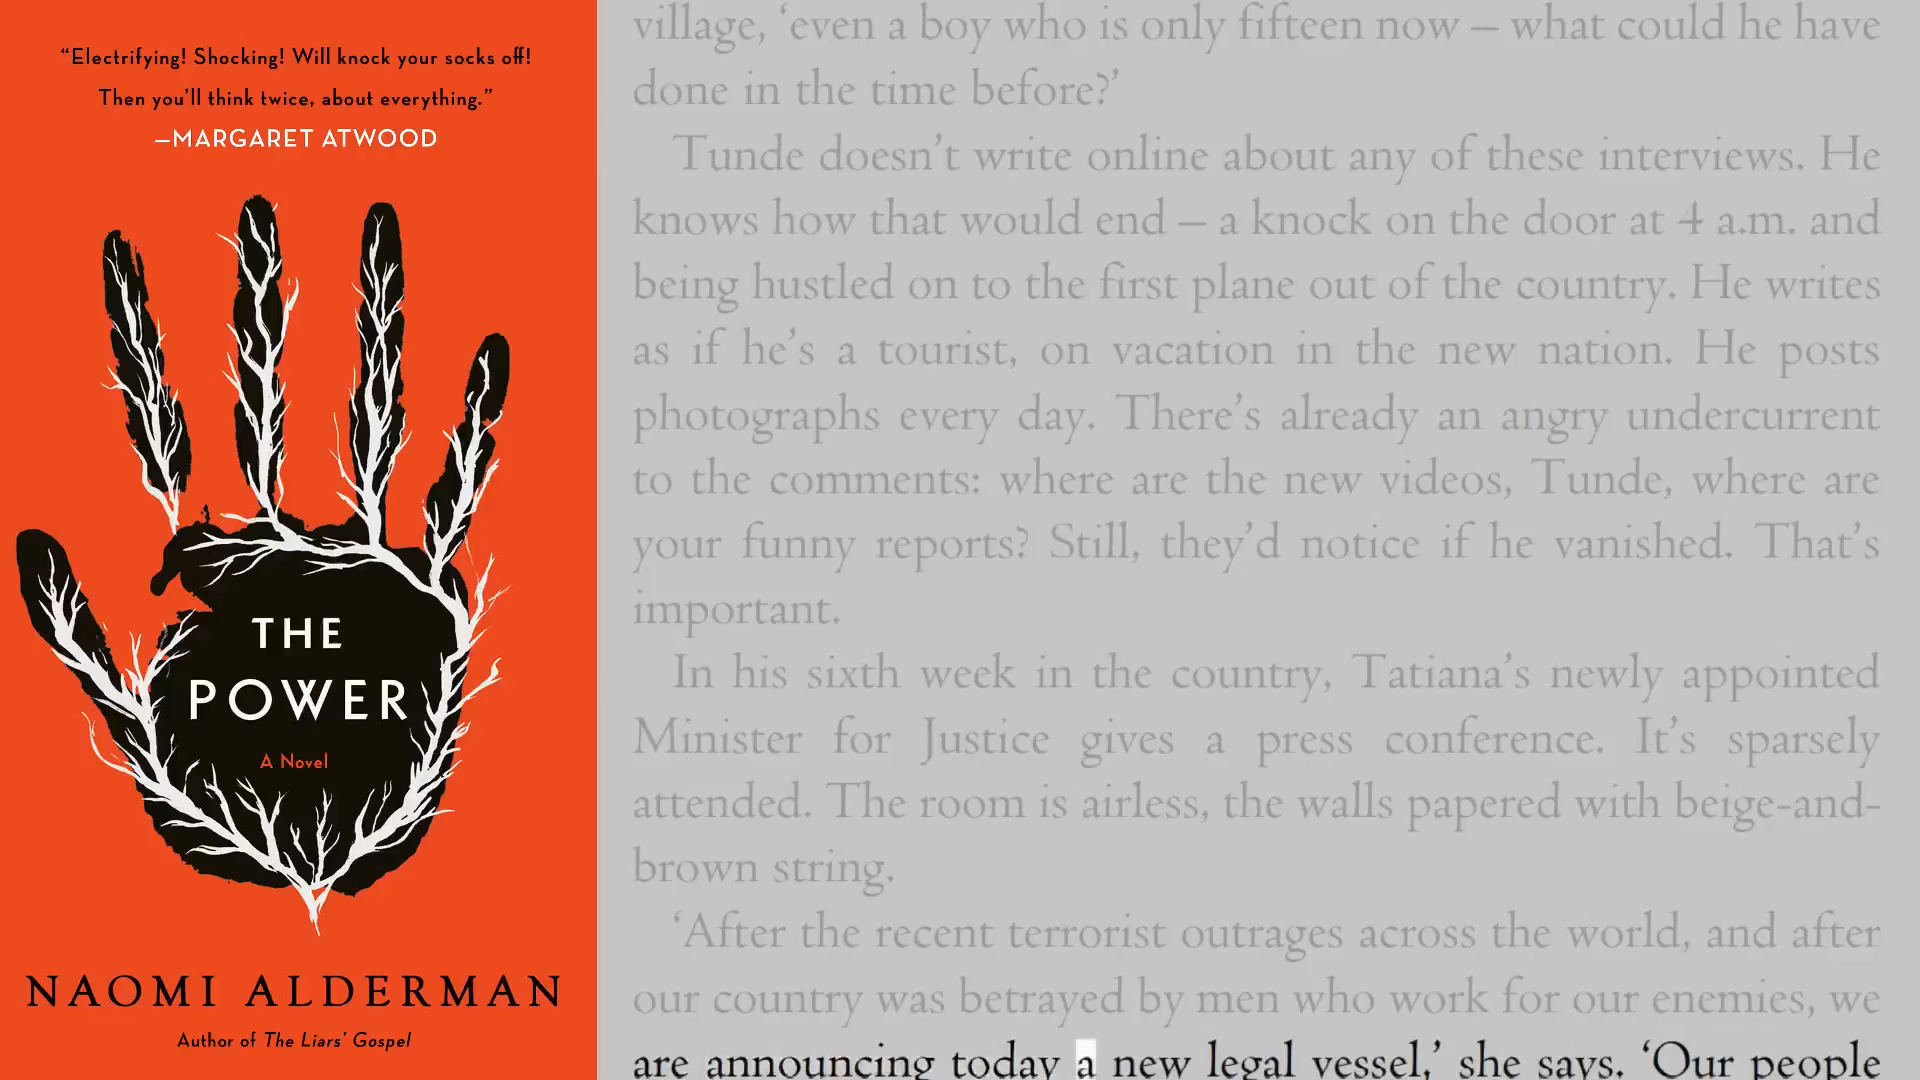 “Electrifying! Shocking! Will knock your socks off!
Then you’ll think twice, about everything.”
—MARGARET ATWOOD
THE
POWER
A Novel
NAOMI ALDERMAN
Author of The Liars’ Gospel
village, ‘even a boy who is only fifteen now – what could he have
done in the time before?’
Tunde doesn’t write online about any of these interviews. He
knows how that would end – a knock on the door at 4 a.m. and
being hustled on to the first plane out of the country. He writes
as if he’s a tourist, on vacation in the new nation. He posts
photographs every day. There’s already an angry undercurrent
to the comments: where are the new videos, Tunde, where are
your funny reports? Still, they’d notice if he vanished. That’s
important.
In his sixth week in the country, Tatiana’s newly appointed
Minister for Justice gives a press conference. It’s sparsely
attended. The room is airless, the walls papered with beige-and-
brown string.
‘After the recent terrorist outrages across the world, and after
our country was betrayed by men who work for our enemies, we
are announcing today a new legal vessel,’ she says. ‘Our people